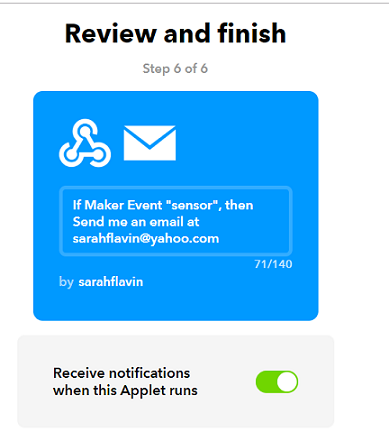 Review and finish
Step 6 of 6
If Maker Event "sensor", then
Send me an email at
sarahflavin@yahoo.com
71/140
by sarahflavin
Receive notifications
when this Applet runs